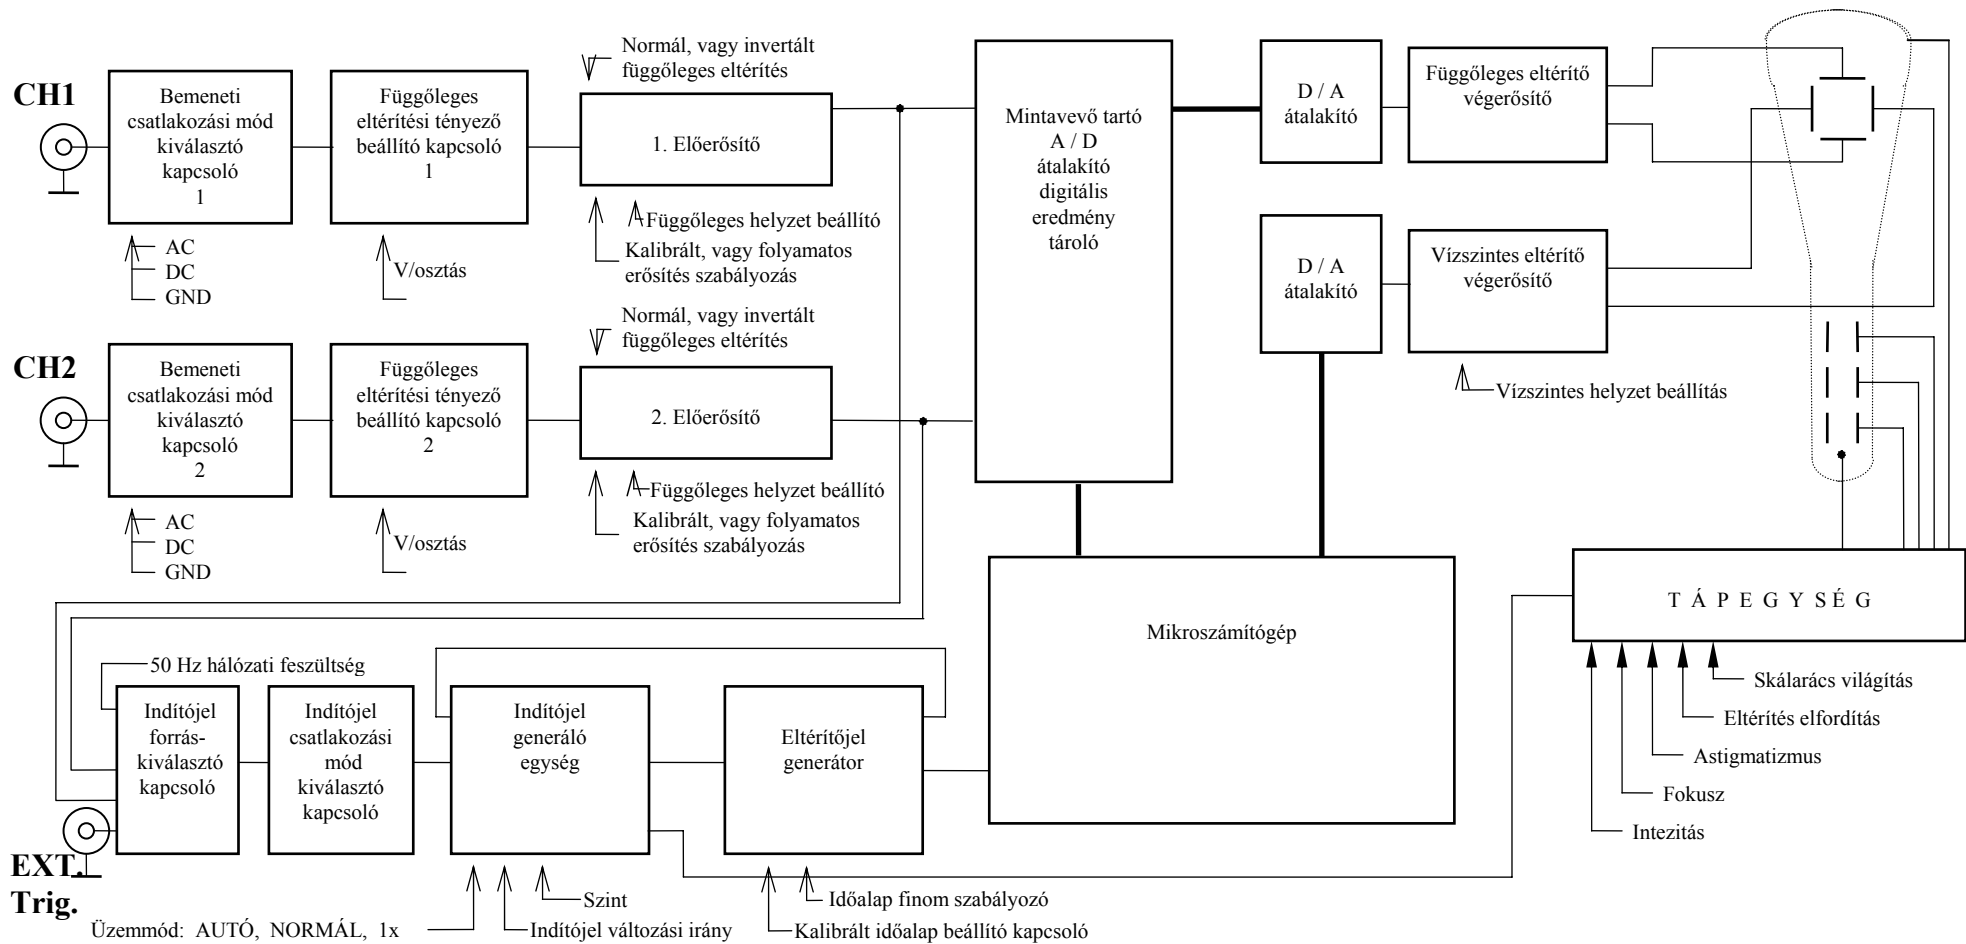 CH1
Bemeneti
csatlakozási mód
kiválasztó
kapcsoló
1
AC
DC
GND
Függőleges
eltérítési tényező
beállító kapcsoló
1
V/osztás
Normál, vagy invertált
függőleges eltérítés
1. Előerősítő
Függőleges helyzet beállító
Kalibrált, vagy folyamatos
erősítés szabályozás
CH2
Bemeneti
csatlakozási mód
kiválasztó
kapcsoló
2
AC
DC
GND
Függőleges
eltérítési tényező
beállító kapcsoló
2
V/osztás
Normál, vagy invertált
függőleges eltérítés
2. Előerősítő
Függőleges helyzet beállító
Kalibrált, vagy folyamatos
erősítés szabályozás
Mintavevő tartó
A / D
átalakító
digitális
eredmény
tároló
D / A
átalakító
Függőleges eltérítő
végerősítő
D / A
átalakító
Vízszintes eltérítő
végerősítő
Vízszintes helyzet beállítás
Mikroszámítógép
T Á P E G Y S É G
Skálarács világítás
Eltérítés elfordítás
Astigmatizmus
Fokusz
Intezitás
50 Hz hálózati feszültség
Indítójel
forrás-
kiválasztó
kapcsoló
Indítójel
csatlakozási
mód
kiválasztó
kapcsoló
Indítójel
generáló
egység
Eltérítőjel
generátor
EXT.
Trig.
Szint
Indítójel változási irány
Üzemmód: AUTÓ, NORMÁL, 1x
Időalap finom szabályozó
Kalibrált időalap beállító kapcsoló